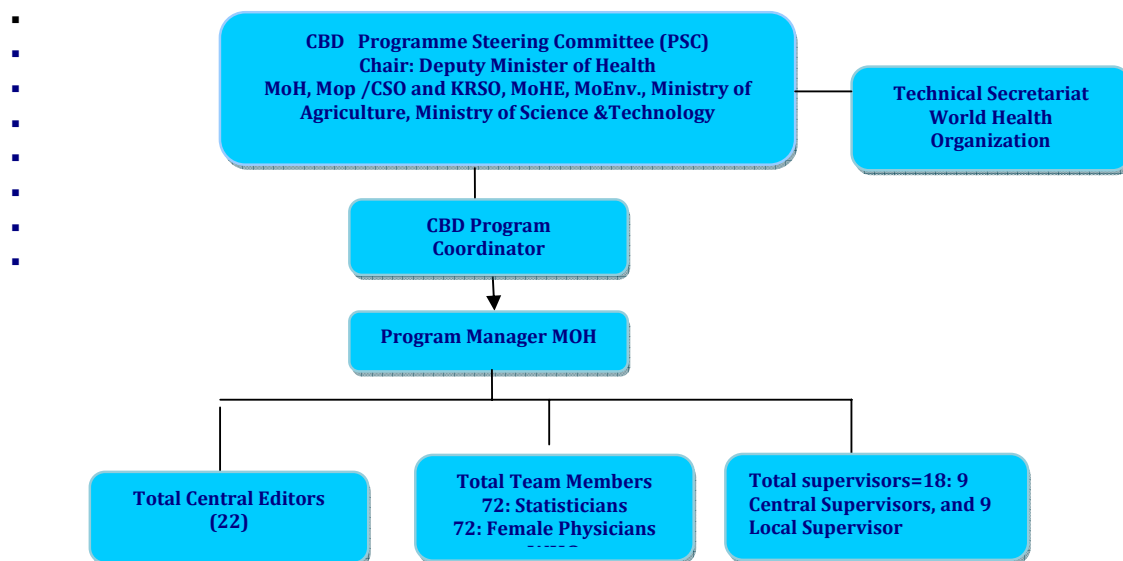 CBD Programme Steering Committee (PSC)
Chair: Deputy Minister of Health
MoH, Mop /CSO and KRSO, MoHE, MoEnv., Ministry of
Agriculture, Ministry of Science &Technology
Technical Secretariat
World Health
Organization
CBD Program
Coordinator
Program Manager MOH
Total Central Editors
(22)
Total Team Members
72: Statisticians
72: Female Physicians
Total supervisors=18: 9
Central Supervisors, and 9
Local Supervisor